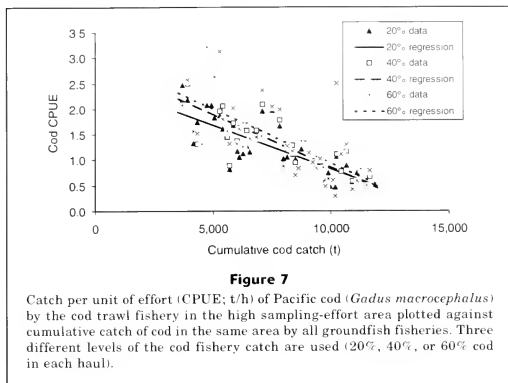 3 5
3.0
2.5
2.0
1.5
1.0
0.5
0.0
Cod CPUE
0
5,000
10,000
15,000
Cumulative cod catch (t)
20% data
20% regression
40% data
40% regression
60% data
60% regression
Figure 7
Catch per unit of effort (CPUE; t/h) of Pacific cod (Gadus macrocephalus)
by the cod trawl fishery in the high sampling-effort area plotted against
cumulative catch of cod in the same area by all groundfish fisheries. Three
different levels of the cod fishery catch are used (20%, 40%, or 60% cod
in each haul).